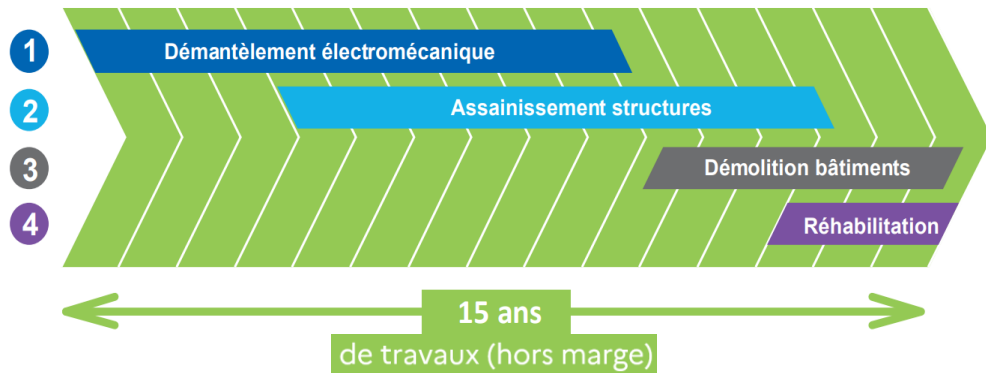 1 Démantèlement électromécanique
2 Assainissement structures
3 Démolition bâtiments
4 Réhabilitation
15 ans
de travaux (hors marge)